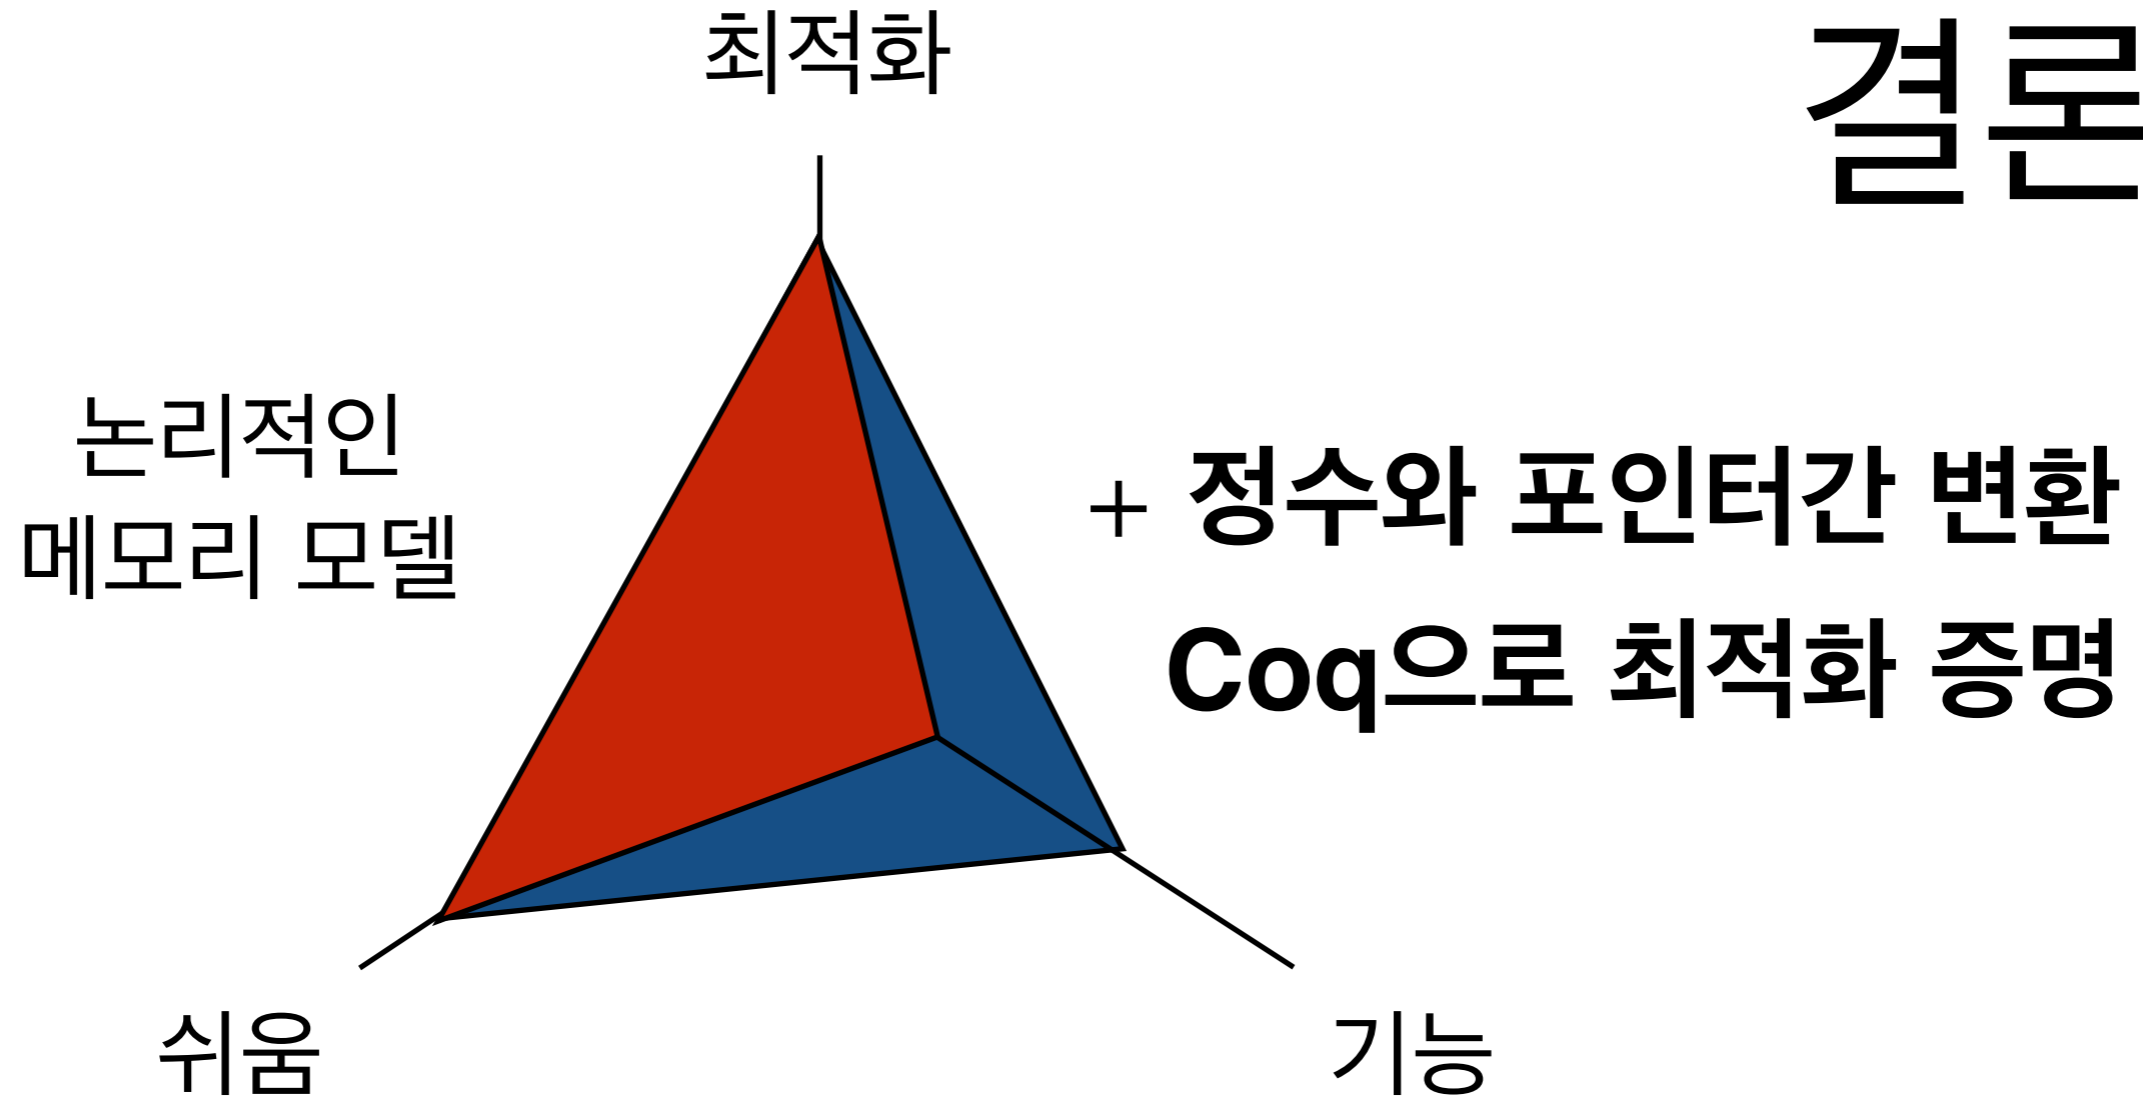 결론
최적화
논리적인
메모리 모델
+ 정수와 포인터간 변환
Coq으로 최적화 증명
쉬움
기능